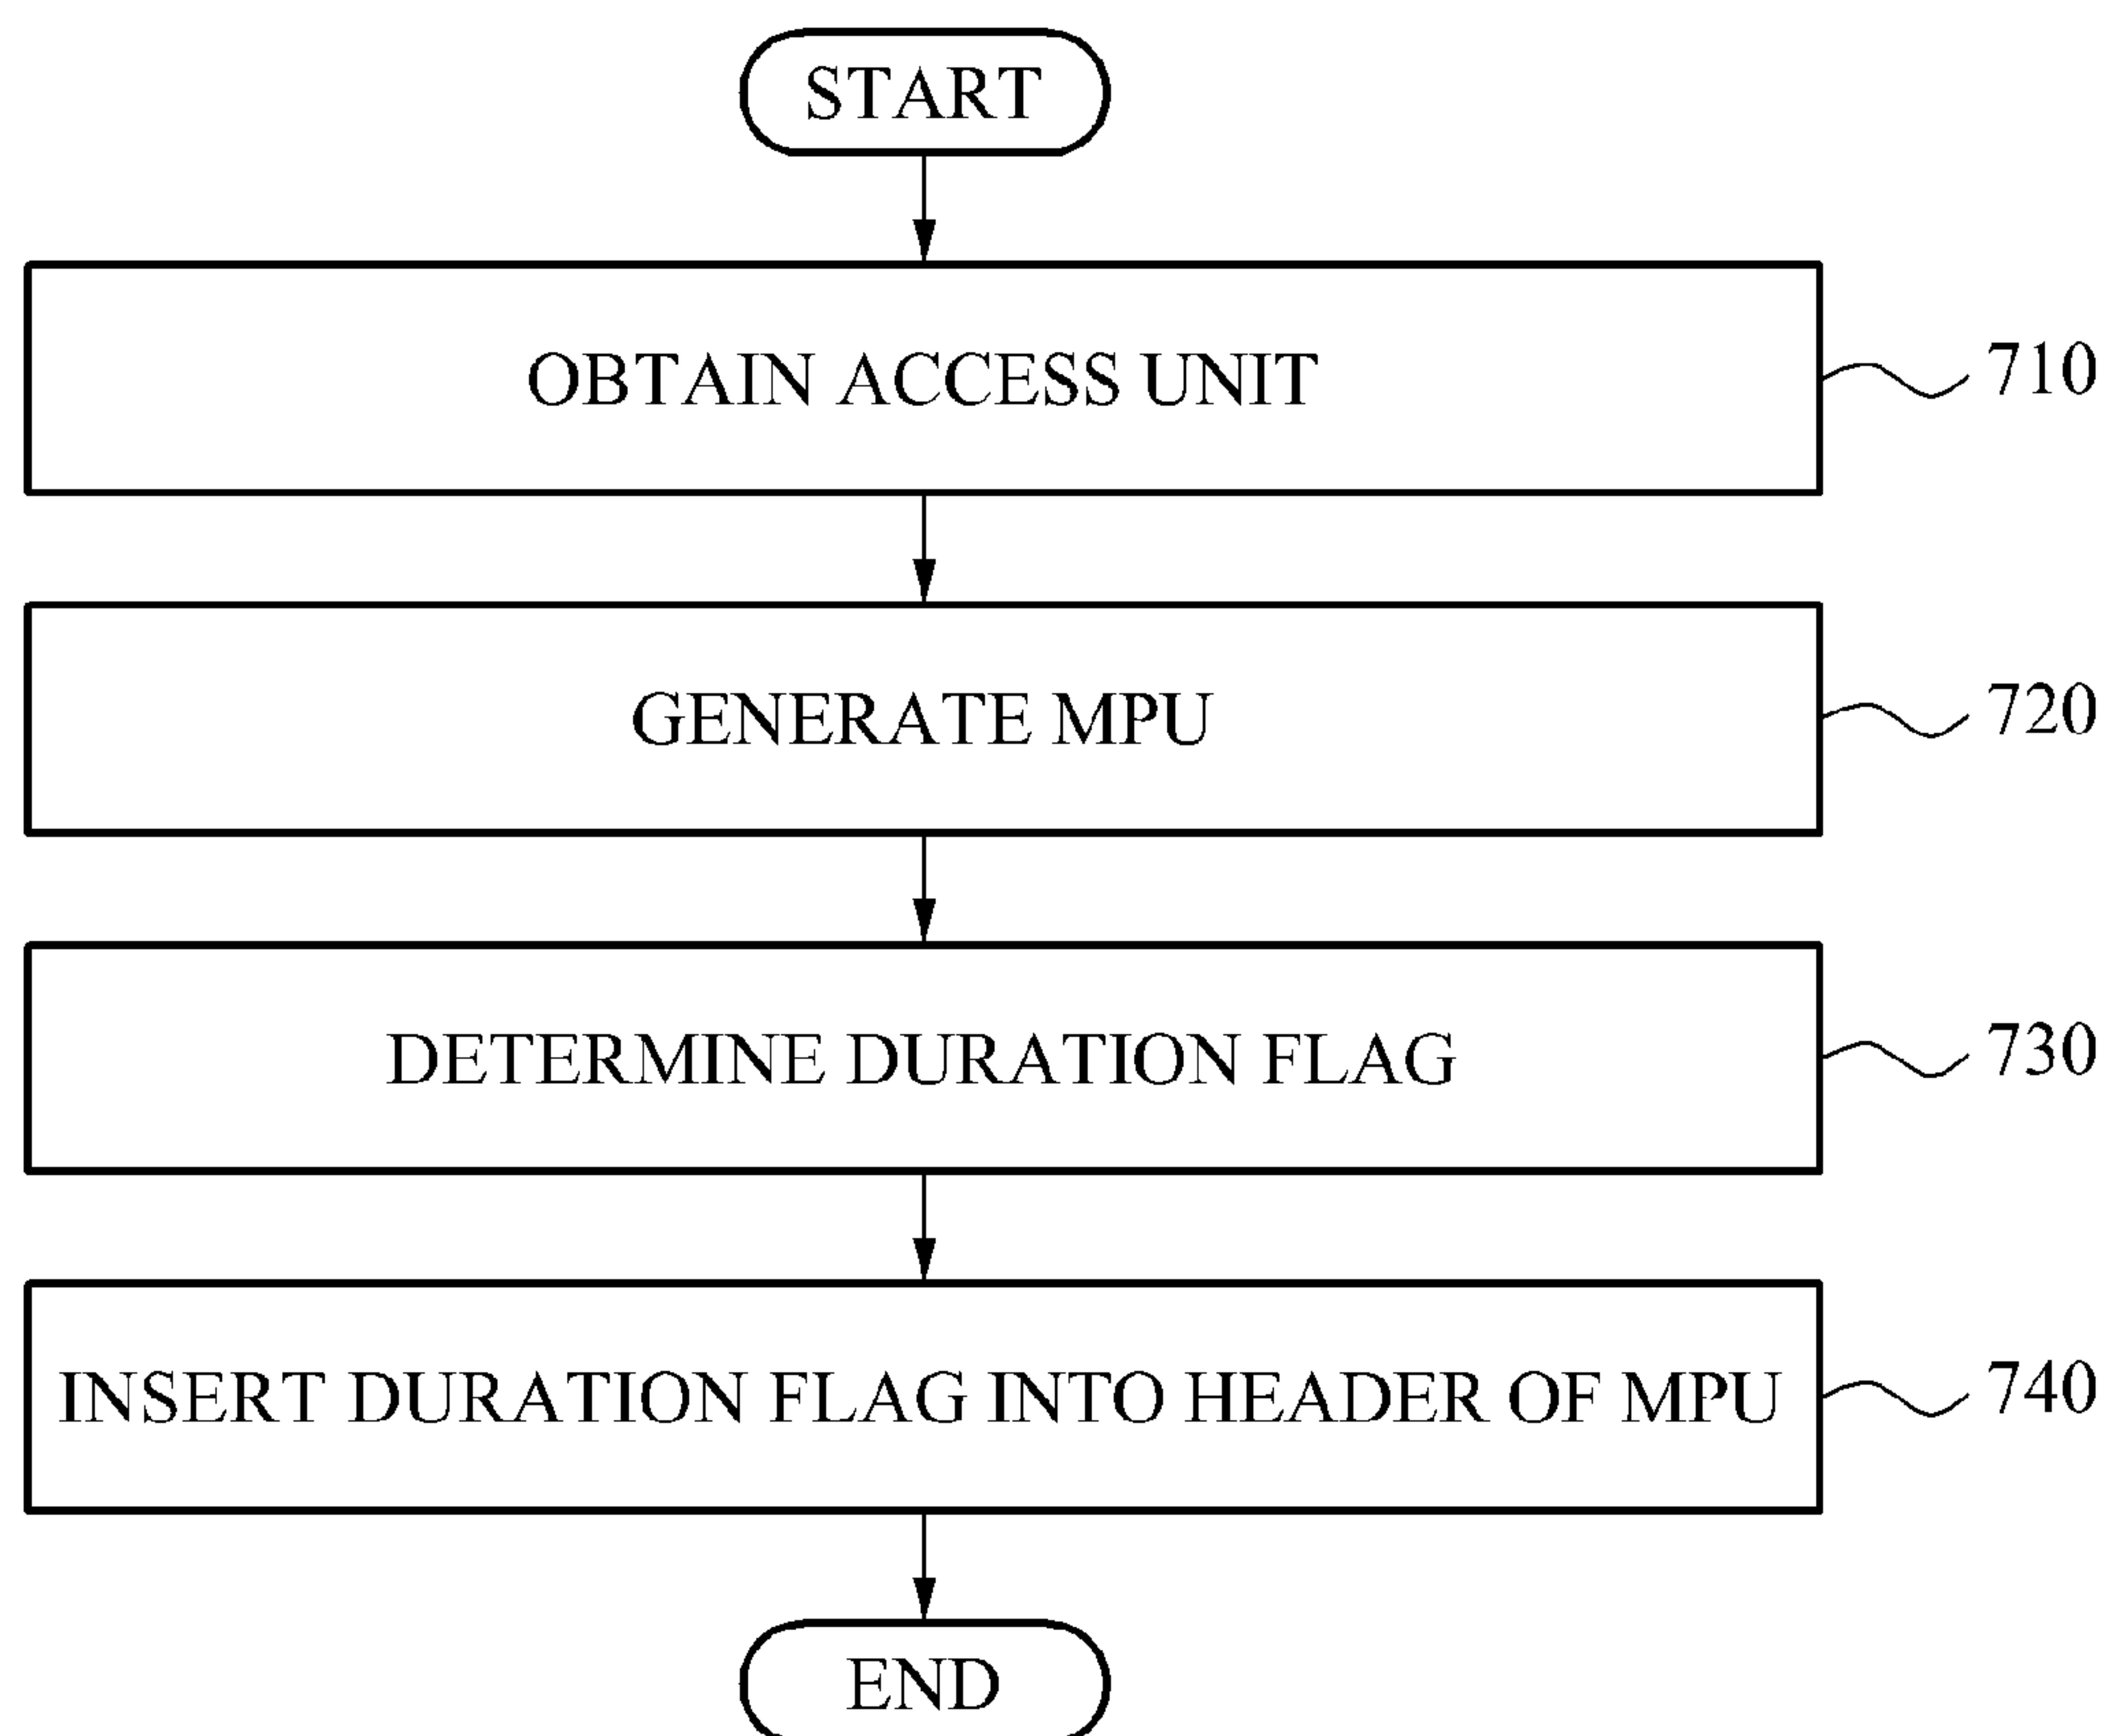 START
OBTAIN ACCESS UNIT
710
GENERATE MPU
720
DETERMINE DURATION FLAG
730
INSERT DURATION FLAG INTO HEADER OF MPU
740
END